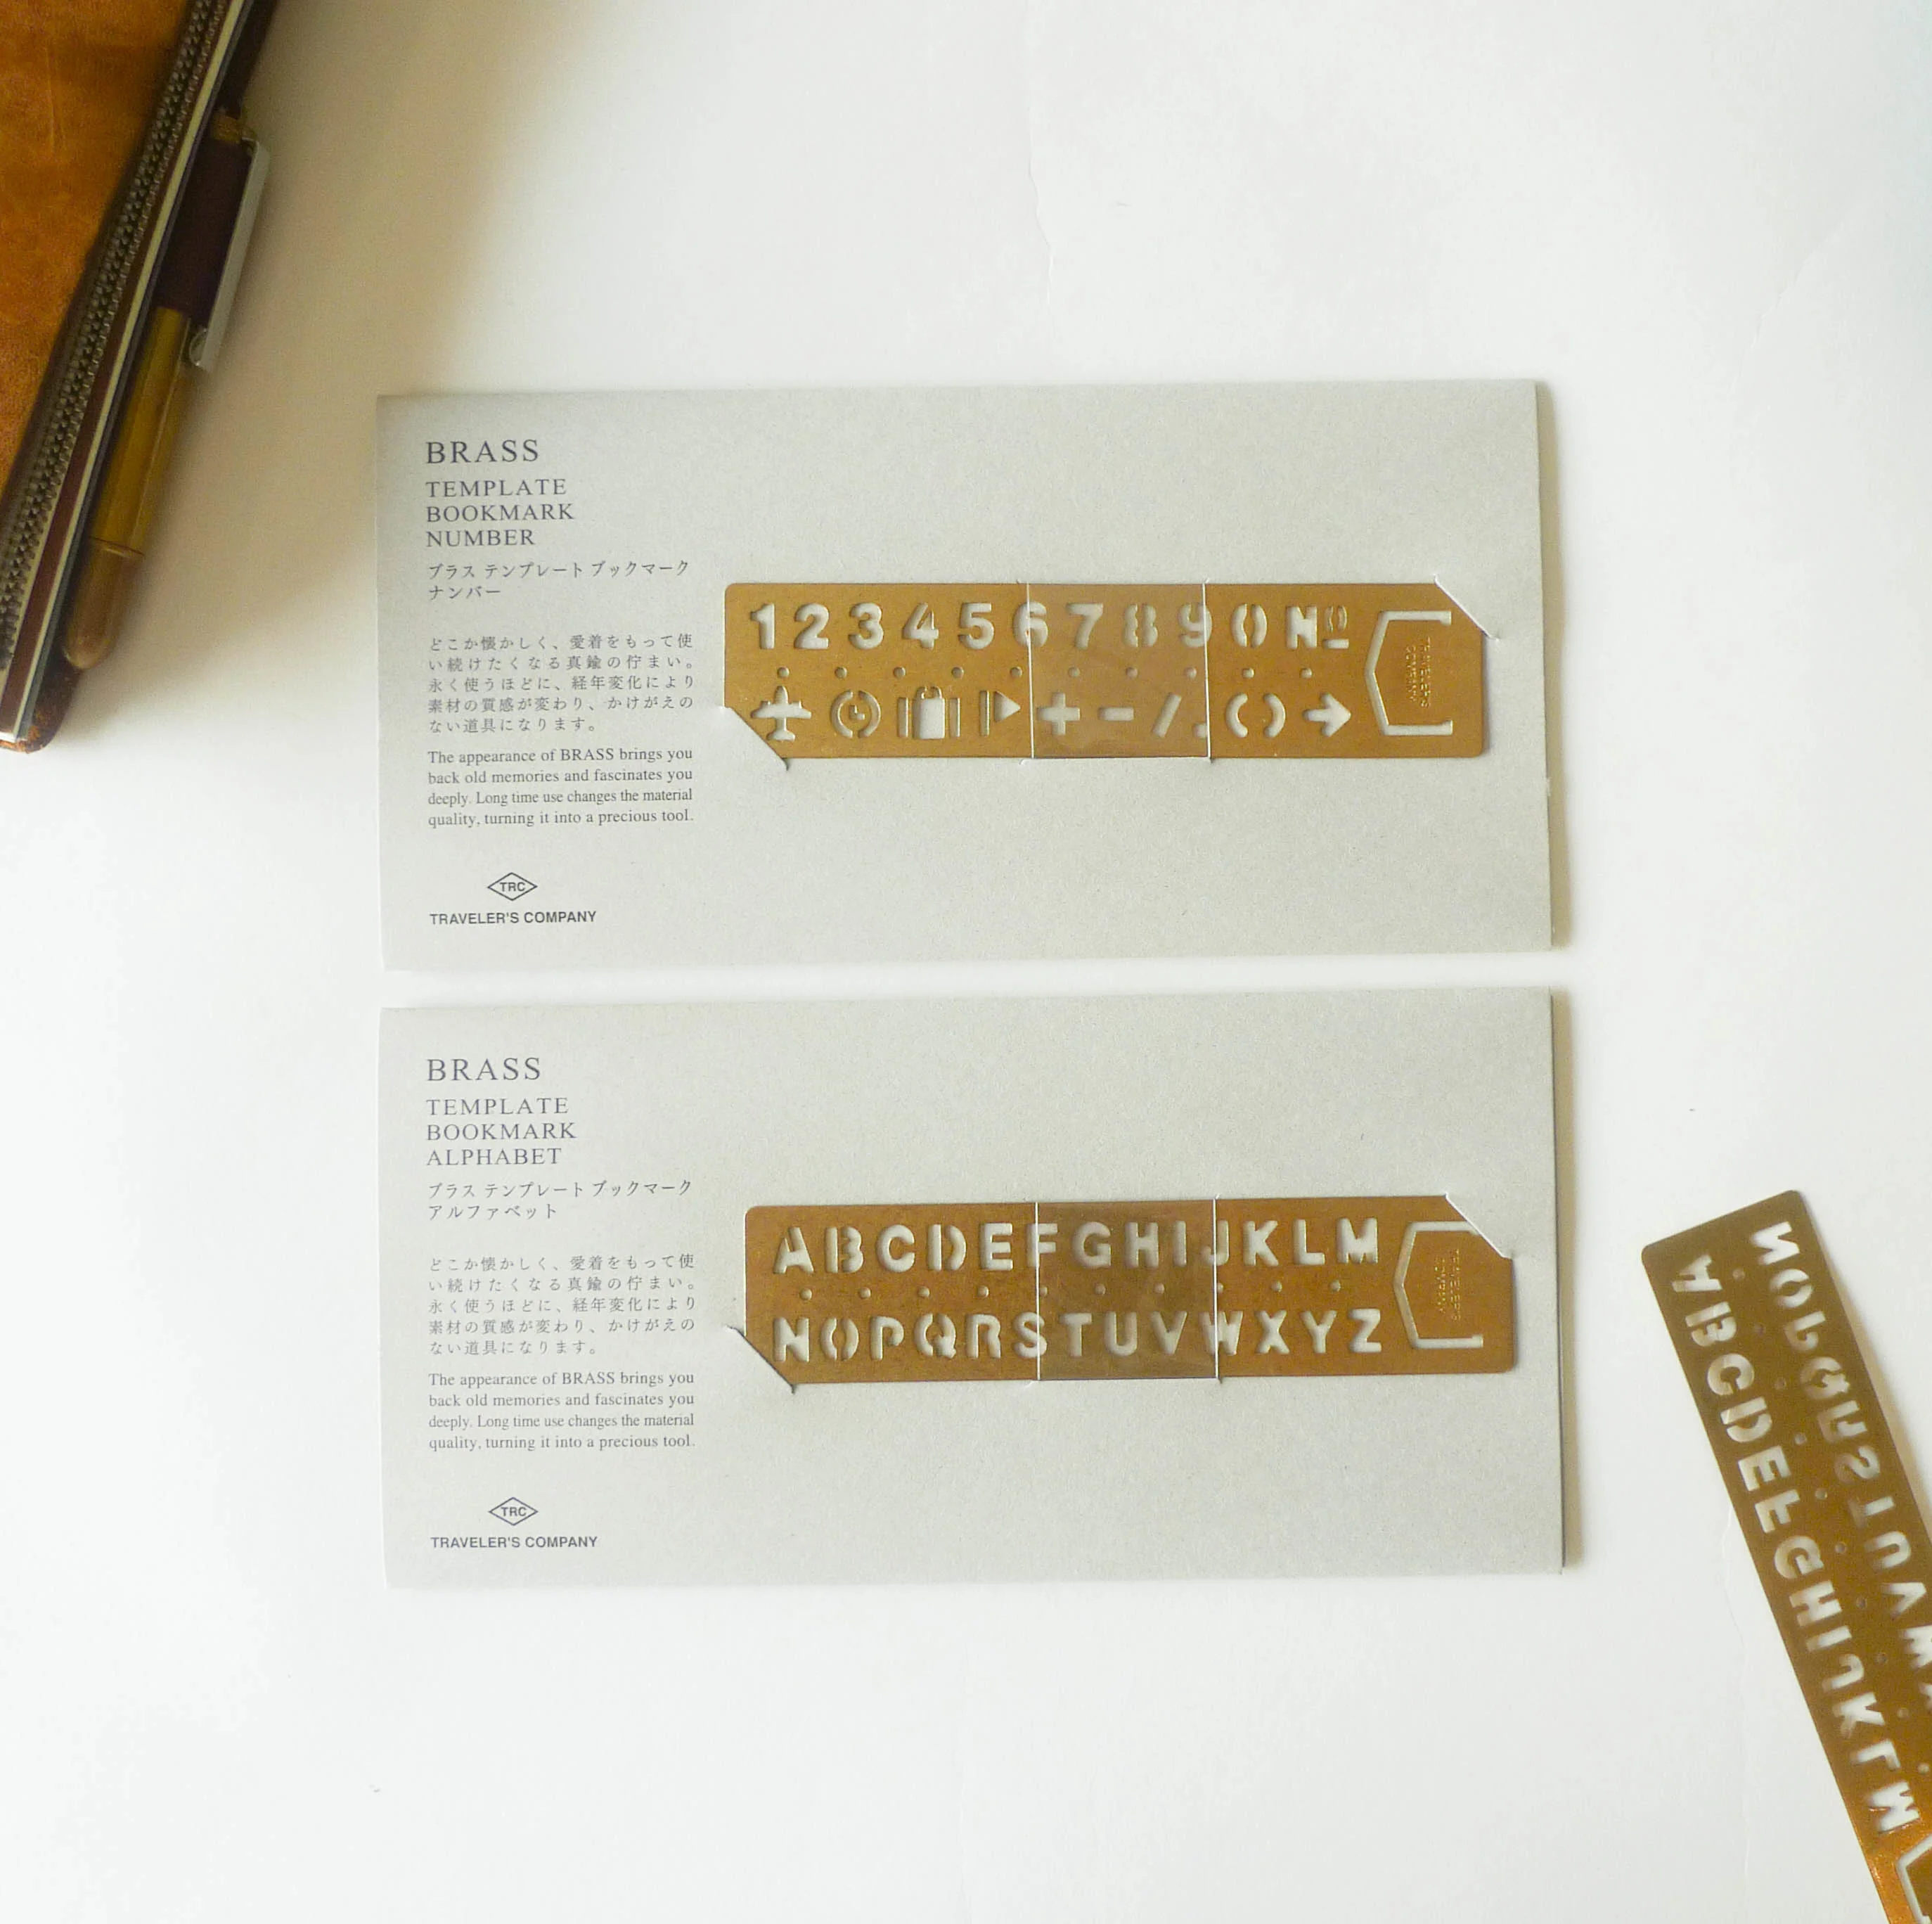 BRASS
TEMPLATE
BOOKMARK
NUMBER
ブラス テンプレート ブックマーク
ナンバー
どこか懐かしく、愛着をもって使
い続けたくなる真鍮の佇まい。
永く使うほどに、経年変化により
素材の質感が変わり、かけがえの
ない道具になります。
The appearance of BRASS brings you
back old memories and fascinates you
deeply. Long time use changes the material
quality, turning it into a precious tool.
TRC
TRAVELER'S COMPANY
1234567890 №
+ - / . ( ) →
TRAVELER'S
COMPANY
BRASS
TEMPLATE
BOOKMARK
ALPHABET
ブラス テンプレート ブックマーク
アルファベット
どこか懐かしく、愛着をもって使
い続けたくなる真鍮の佇まい。
永く使うほどに、経年変化により
素材の質感が変わり、かけがえの
ない道具になります。
The appearance of BRASS brings you
back old memories and fascinates you
deeply. Long time use changes the material
quality, turning it into a precious tool.
TRC
TRAVELER'S COMPANY
ABCDEFGHIJKLM
NOPQRSTUVWXYZ
TRAVELER'S
COMPANY
ABCDEFGHIJKLM
NOPQRSTUVW